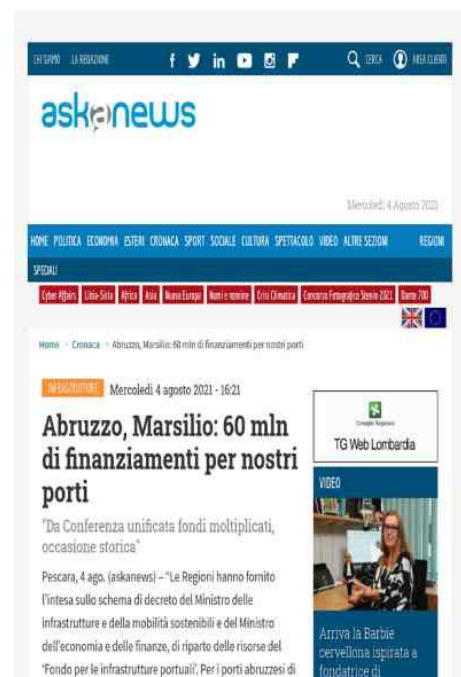 CHI SIAMO LA REDAZIONE
CERCA AREA CLIENTI
askanews
Mercoledì 4 Agosto 2021
HOME POLITICA ECONOMIA ESTERI CRONACA SPORT SOCIALE CULTURA SPETTACOLO VIDEO ALTRE SEZIONI REGIONI
SPECIALI
Cyber Affairs Libia-Siria Africa Asia Nuova Europa Nomi e nomine Crisi Climatica Concorso Fotografico Stenin 2021 Dante 700
Home Cronaca Abruzzo, Marsilio: 60 mln di finanziamenti per nostri porti
INFRASTRUTTURE Mercoledì 4 agosto 2021 - 16:21
Abruzzo, Marsilio: 60 mln
di finanziamenti per nostri
porti
"Da Conferenza unificata fondi moltiplicati,
occasione storica"
Pescara, 4 ago. (askanews) – "Le Regioni hanno fornito
l'intesa sullo schema di decreto del Ministro delle
infrastrutture e della mobilità sostenibili e del Ministro
dell'economia e delle finanze, di riparto delle risorse del
'Fondo per le infrastrutture portuali'. Per i porti abruzzesi di
Consiglio Regionale
TG Web Lombardia
VIDEO
Arriva la Barbie
cervellona ispirata a
fondatrice di